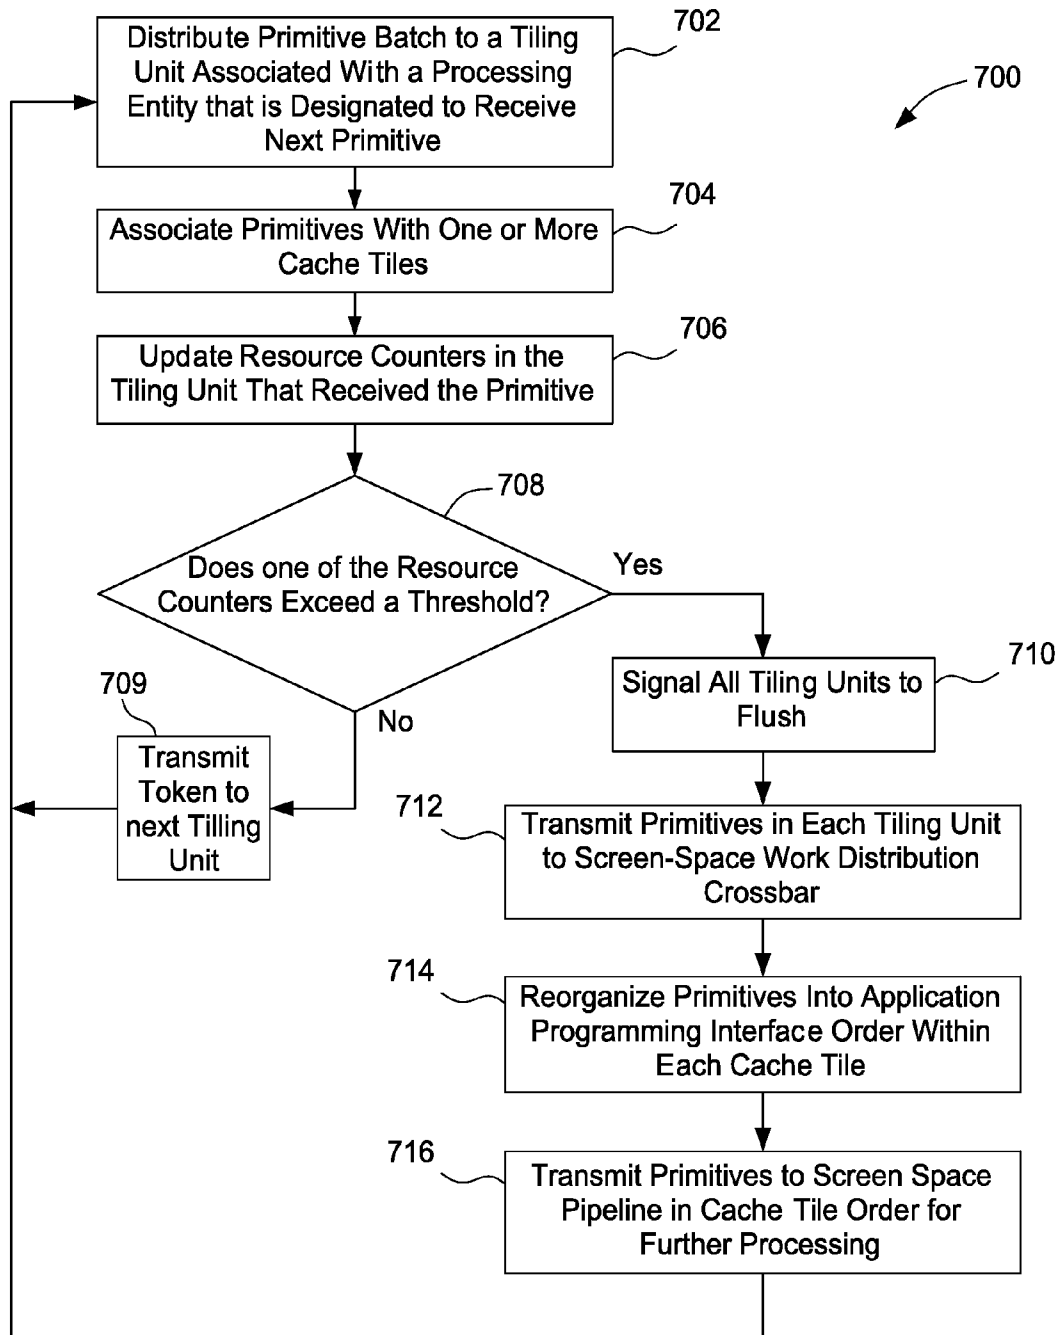 Distribute Primitive Batch to a Tiling
Unit Associated With a Processing
Entity that is Designated to Receive
Next Primitive
702
700
Associate Primitives With One or More
Cache Tiles
704
Update Resource Counters in the
Tiling Unit That Received the Primitive
706
Does one of the Resource
Counters Exceed a Threshold?
708
Yes
No
709
Transmit
Token to
next Tilling
Unit
Signal All Tiling Units to
Flush
710
712
Transmit Primitives in Each Tiling Unit
to Screen-Space Work Distribution
Crossbar
714
Reorganize Primitives Into Application
Programming Interface Order Within
Each Cache Tile
716
Transmit Primitives to Screen Space
Pipeline in Cache Tile Order for
Further Processing